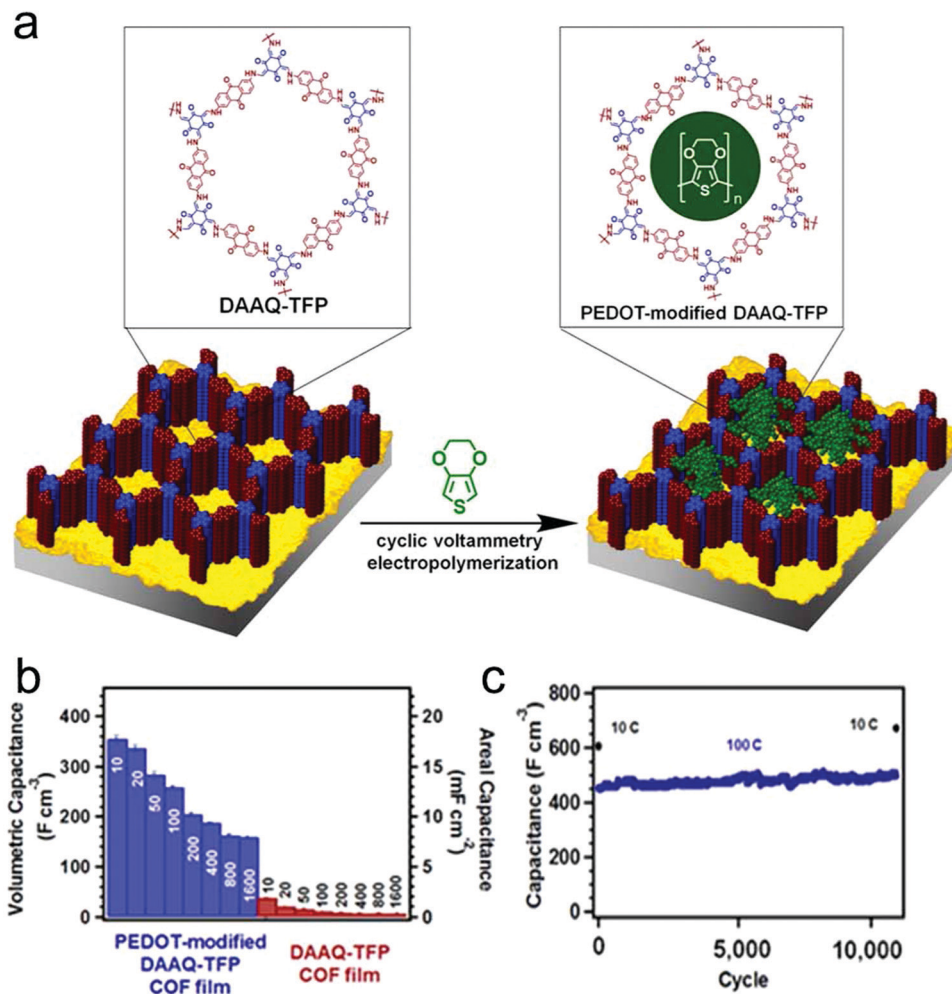 a
DAAQ-TFP
n
PEDOT-modified DAAQ-TFP
O O
S
cyclic voltammetry
electropolymerization
b
Volumetric Capacitance
(F cm-3)
400
300
200
100
0
10
20
50
100
200
400
800
1600
10
20
50
100
200
400
800
1600
20
15
10
5
0
Areal Capacitance
(mF cm-2)
PEDOT-modified
DAAQ-TFP
COF film
DAAQ-TFP
COF film
c
Capacitance (F cm-3)
800
600
400
200
0
10 C
100 C
10 C
0
5,000
10,000
Cycle